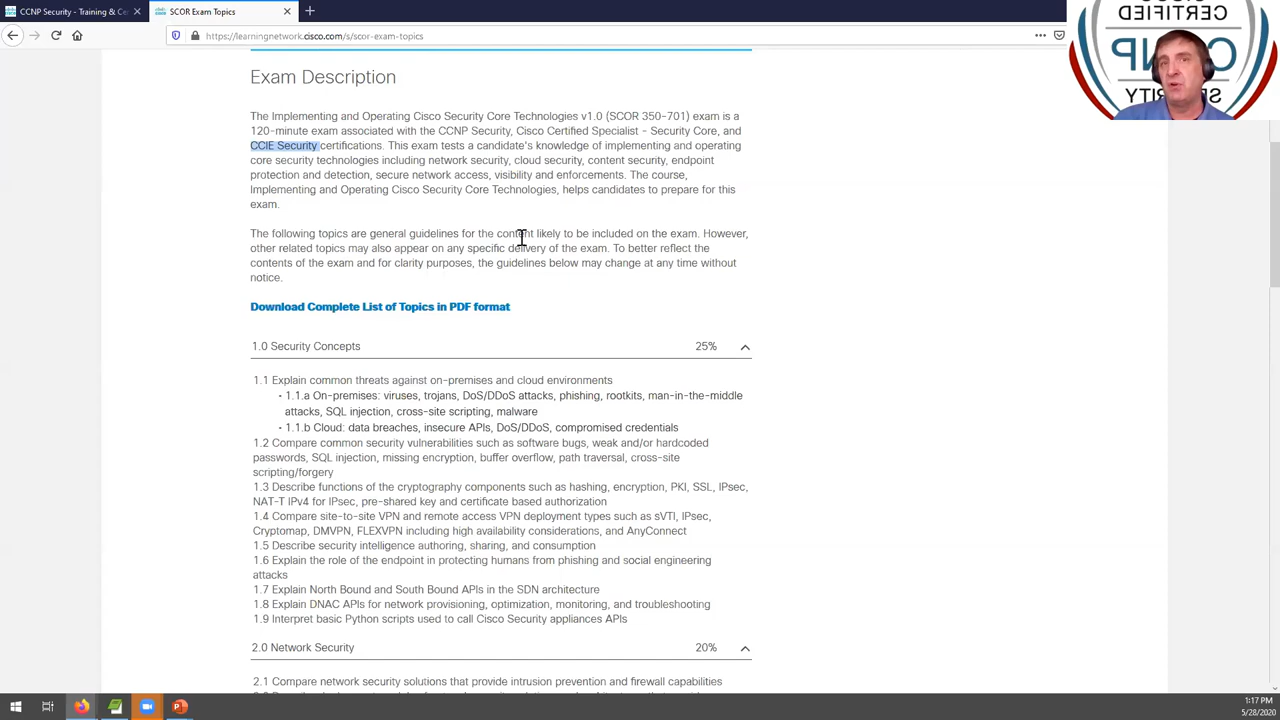 CCNP Security - Training & Cer
SCOR Exam Topics
https://learningnetwork.cisco.com/s/scor-exam-topics
CERTIFIED
CCNP
SECURITY
Exam Description
The Implementing and Operating Cisco Security Core Technologies v1.0 (SCOR 350-701) exam is a
120-minute exam associated with the CCNP Security, Cisco Certified Specialist - Security Core, and
CCIE Security certifications. This exam tests a candidate's knowledge of implementing and operating
core security technologies including network security, cloud security, content security, endpoint
protection and detection, secure network access, visibility and enforcements. The course,
Implementing and Operating Cisco Security Core Technologies, helps candidates to prepare for this
exam.
The following topics are general guidelines for the content likely to be included on the exam. However,
other related topics may also appear on any specific delivery of the exam. To better reflect the
contents of the exam and for clarity purposes, the guidelines below may change at any time without
notice.
Download Complete List of Topics in PDF format
1.0 Security Concepts 25%
1.1 Explain common threats against on-premises and cloud environments
- 1.1.a On-premises: viruses, trojans, DoS/DDoS attacks, phishing, rootkits, man-in-the-middle
attacks, SQL injection, cross-site scripting, malware
- 1.1.b Cloud: data breaches, insecure APIs, DoS/DDoS, compromised credentials
1.2 Compare common security vulnerabilities such as software bugs, weak and/or hardcoded
passwords, SQL injection, missing encryption, buffer overflow, path traversal, cross-site
scripting/forgery
1.3 Describe functions of the cryptography components such as hashing, encryption, PKI, SSL, IPsec,
NAT-T IPv4 for IPsec, pre-shared key and certificate based authorization
1.4 Compare site-to-site VPN and remote access VPN deployment types such as sVTI, IPsec,
Cryptomap, DMVPN, FLEXVPN including high availability considerations, and AnyConnect
1.5 Describe security intelligence authoring, sharing, and consumption
1.6 Explain the role of the endpoint in protecting humans from phishing and social engineering
attacks
1.7 Explain North Bound and South Bound APIs in the SDN architecture
1.8 Explain DNAC APIs for network provisioning, optimization, monitoring, and troubleshooting
1.9 Interpret basic Python scripts used to call Cisco Security appliances APIs
2.0 Network Security 20%
2.1 Compare network security solutions that provide intrusion prevention and firewall capabilities
1:17 PM
5/28/2020